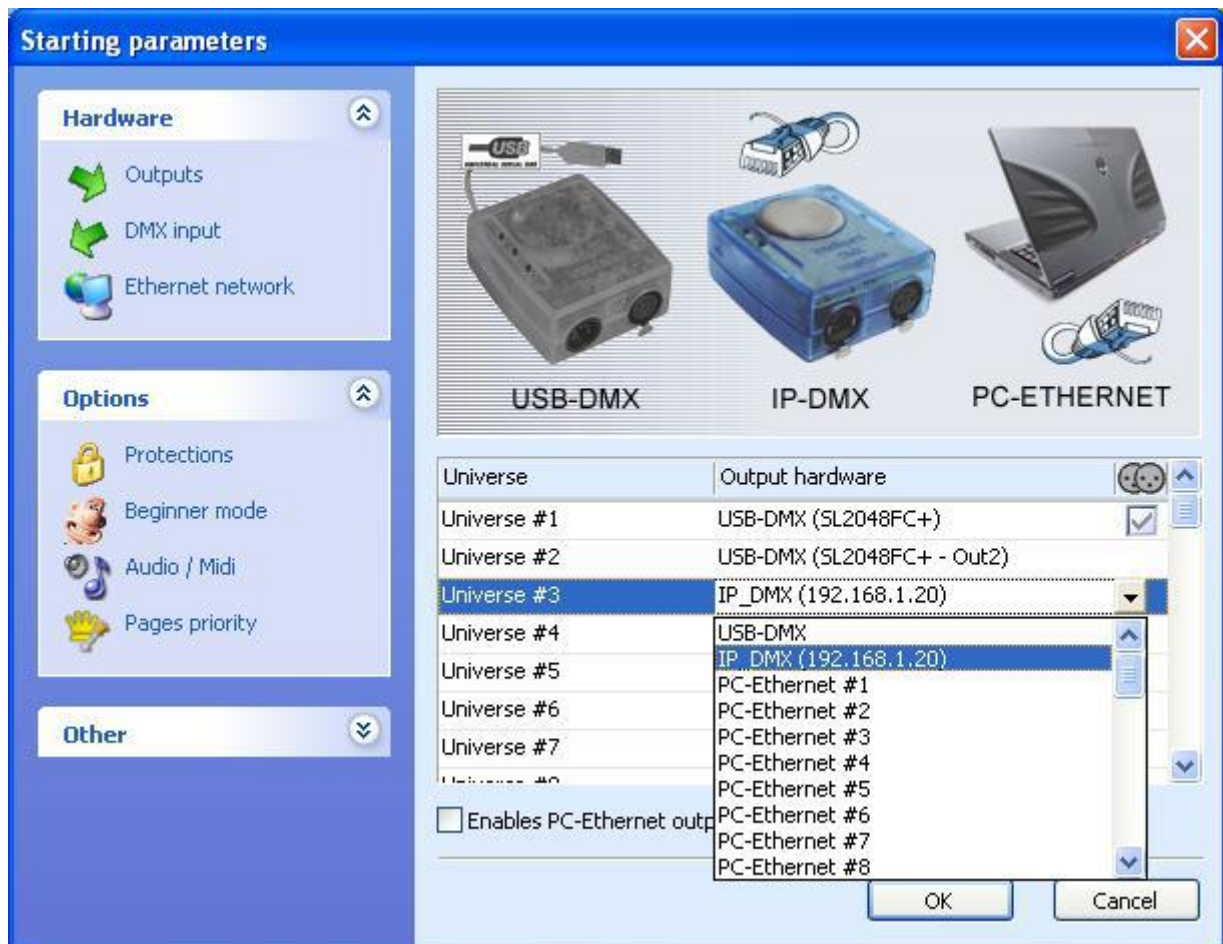 Starting parameters
Hardware
Outputs
DMX input
Ethernet network
Options
Protections
Beginner mode
Audio / Midi
Pages priority
Other
USB
USB-DMX
IP-DMX
PC-ETHERNET
Universe Output hardware
Universe #1 USB-DMX (SL2048FC+)
Universe #2 USB-DMX (SL2048FC+ - Out2)
Universe #3 IP_DMX (192.168.1.20)
Universe #4
Universe #5
Universe #6
Universe #7
USB-DMX
IP_DMX (192.168.1.20)
PC-Ethernet #1
PC-Ethernet #2
PC-Ethernet #3
PC-Ethernet #4
PC-Ethernet #5
PC-Ethernet #6
PC-Ethernet #7
PC-Ethernet #8
Enables PC-Ethernet outp
OK Cancel